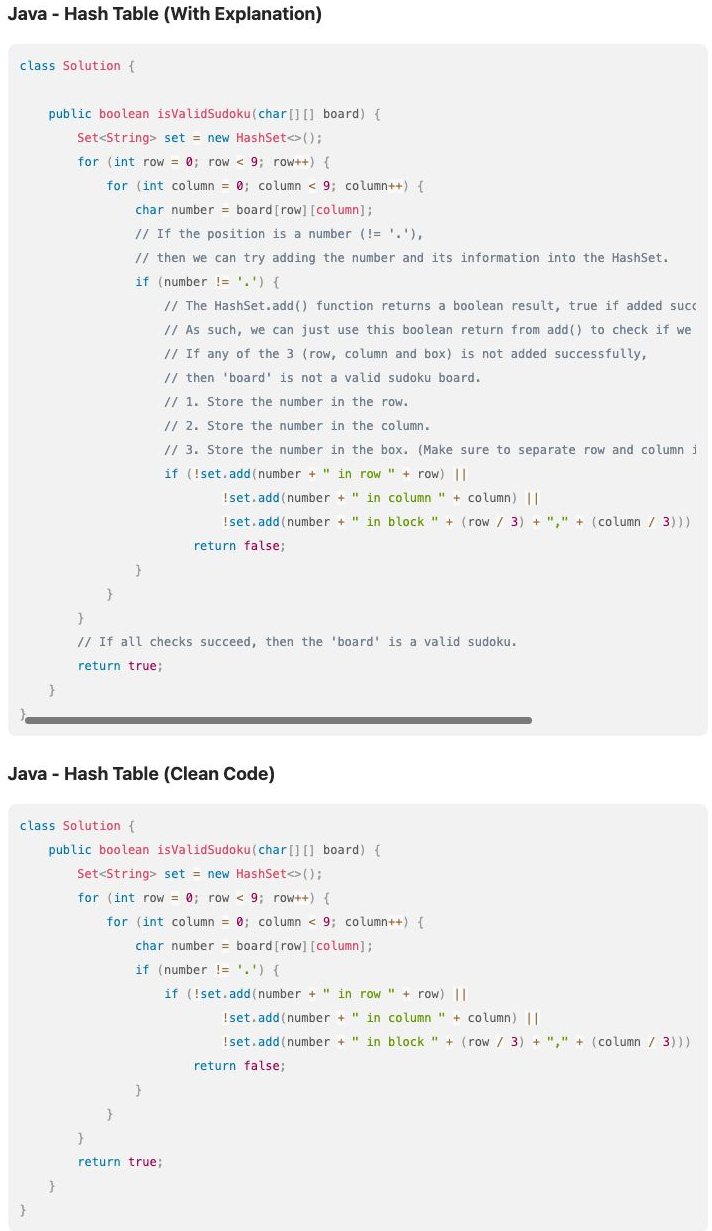 Java - Hash Table (With Explanation)
class Solution {
    public boolean isValidSudoku(char[][] board) {
        Set<String> set = new HashSet<>();
        for (int row = 0; row < 9; row++) {
            for (int column = 0; column < 9; column++) {
                char number = board[row][column];
                // If the position is a number (!= '.'),
                // then we can try adding the number and its information into the HashSet.
                if (number != '.') {
                    // The HashSet.add() function returns a boolean result, true if added succ
                    // As such, we can just use this boolean return from add() to check if we
                    // If any of the 3 (row, column and box) is not added successfully,
                    // then 'board' is not a valid sudoku board.
                    // 1. Store the number in the row.
                    // 2. Store the number in the column.
                    // 3. Store the number in the box. (Make sure to separate row and column i
                    if (!set.add(number + " in row " + row) ||
                            !set.add(number + " in column " + column) ||
                            !set.add(number + " in block " + (row / 3) + "," + (column / 3)))
                        return false;
                }
            }
        }
        // If all checks succeed, then the 'board' is a valid sudoku.
        return true;
    }
}
Java - Hash Table (Clean Code)
class Solution {
    public boolean isValidSudoku(char[][] board) {
        Set<String> set = new HashSet<>();
        for (int row = 0; row < 9; row++) {
            for (int column = 0; column < 9; column++) {
                char number = board[row][column];
                if (number != '.') {
                    if (!set.add(number + " in row " + row) ||
                            !set.add(number + " in column " + column) ||
                            !set.add(number + " in block " + (row / 3) + "," + (column / 3)))
                        return false;
                }
            }
        }
        return true;
    }
}